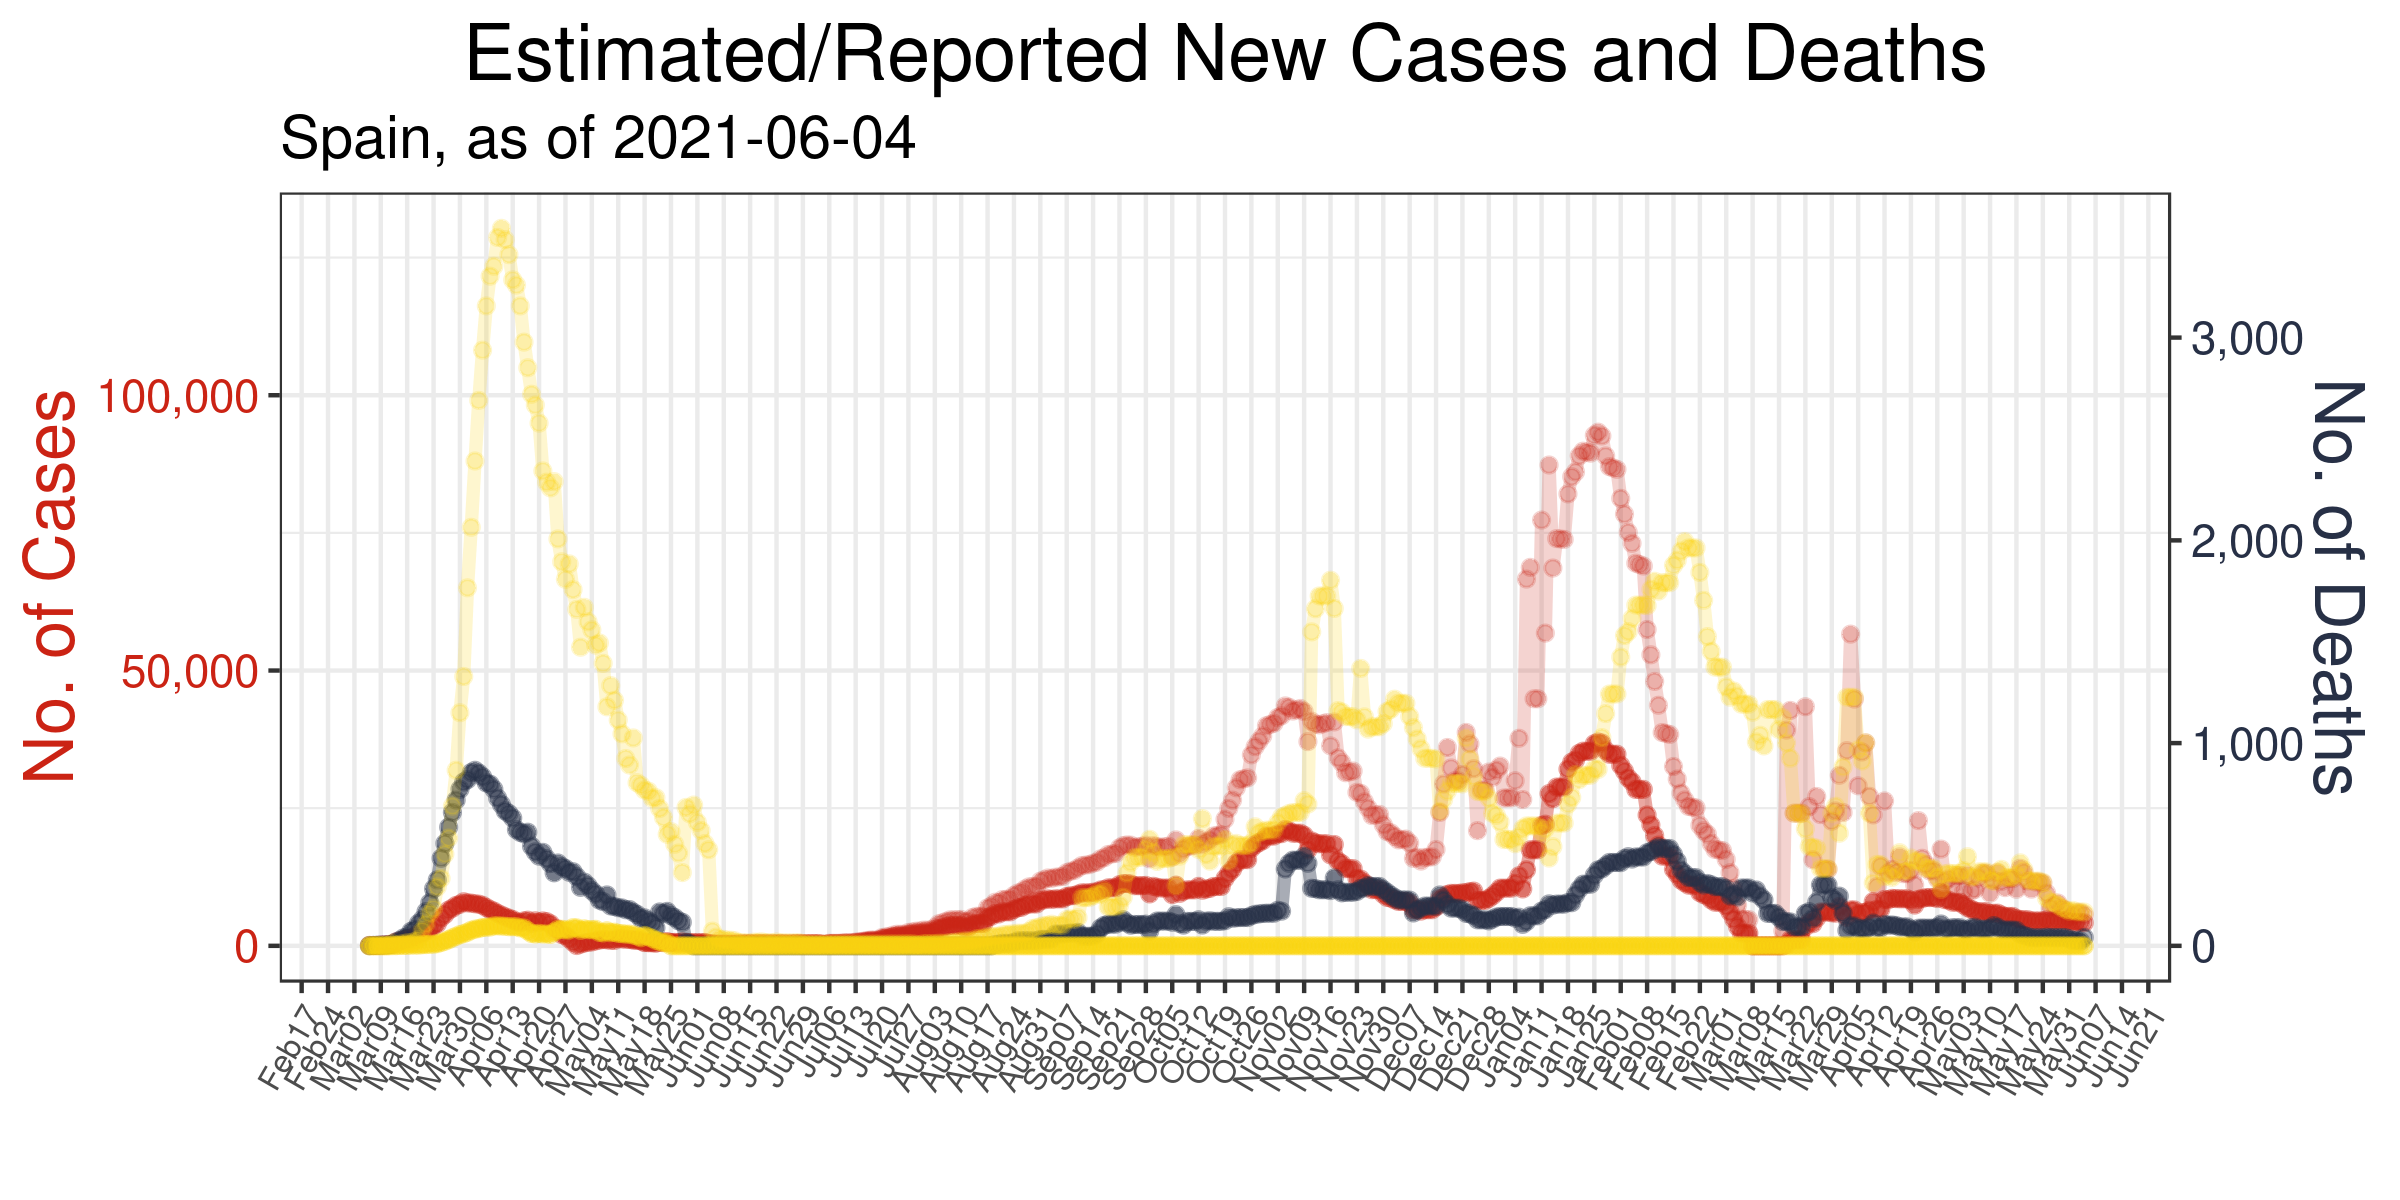 Estimated/Reported New Cases and Deaths
Spain, as of 2021-06-04
No. of Cases
100,000
50,000
0
3,000
2,000
1,000
0
No. of Deaths
Feb17
Feb24
Mar02
Mar09
Mar16
Mar23
Mar30
Apr06
Apr13
Apr20
Apr27
May04
May11
May18
May25
Jun01
Jun08
Jun15
Jun22
Jun29
Jul06
Jul13
Jul20
Jul27
Aug03
Aug10
Aug17
Aug24
Aug31
Sep07
Sep14
Sep21
Sep28
Oct05
Oct12
Oct19
Oct26
Nov02
Nov09
Nov16
Nov23
Nov30
Dec07
Dec14
Dec21
Dec28
Jan04
Jan11
Jan18
Jan25
Feb01
Feb08
Feb15
Feb22
Mar01
Mar08
Mar15
Mar22
Mar29
Apr05
Apr12
Apr19
Apr26
May03
May10
May17
May24
May31
Jun07
Jun14
Jun21